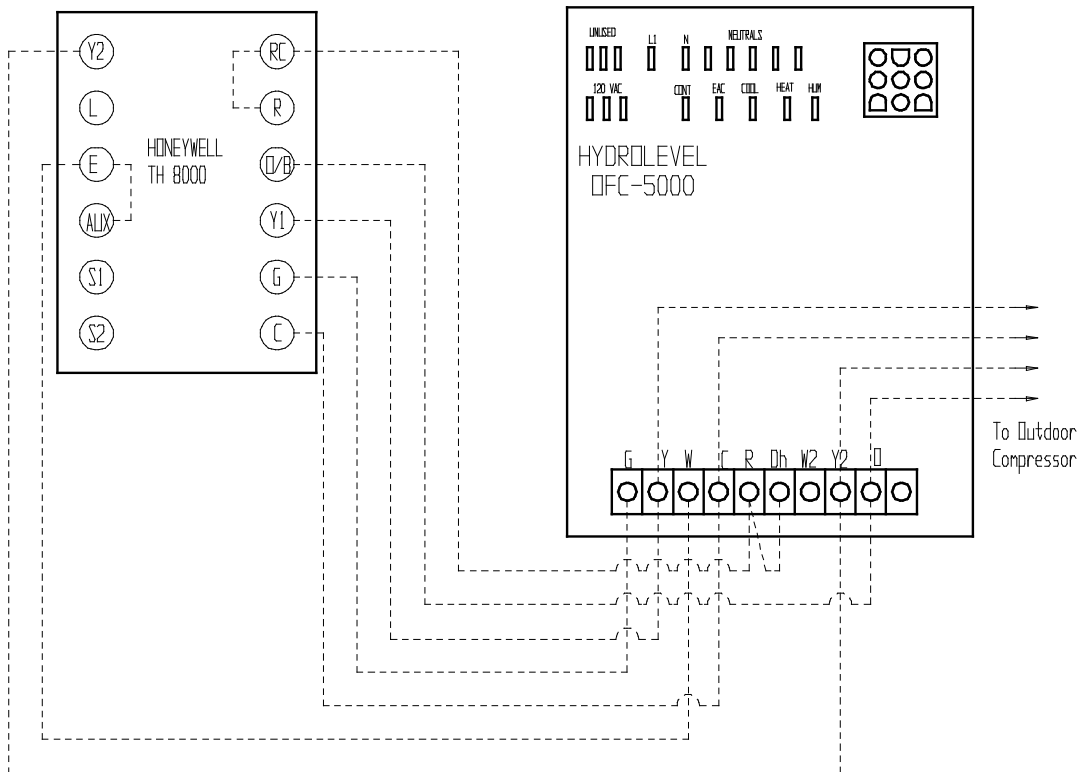 Y2
L
E
AUX
S1
S2
HONEYWELL
TH 8000
RC
R
O/B
Y1
G
C
UNUSED
L1
N
NEUTRALS
120 VAC
CONT
EAC
COOL
HEAT
HUM
HYDROLEVEL
OFC-5000
G Y W C R Dh W2 Y2 O
To Outdoor
Compressor